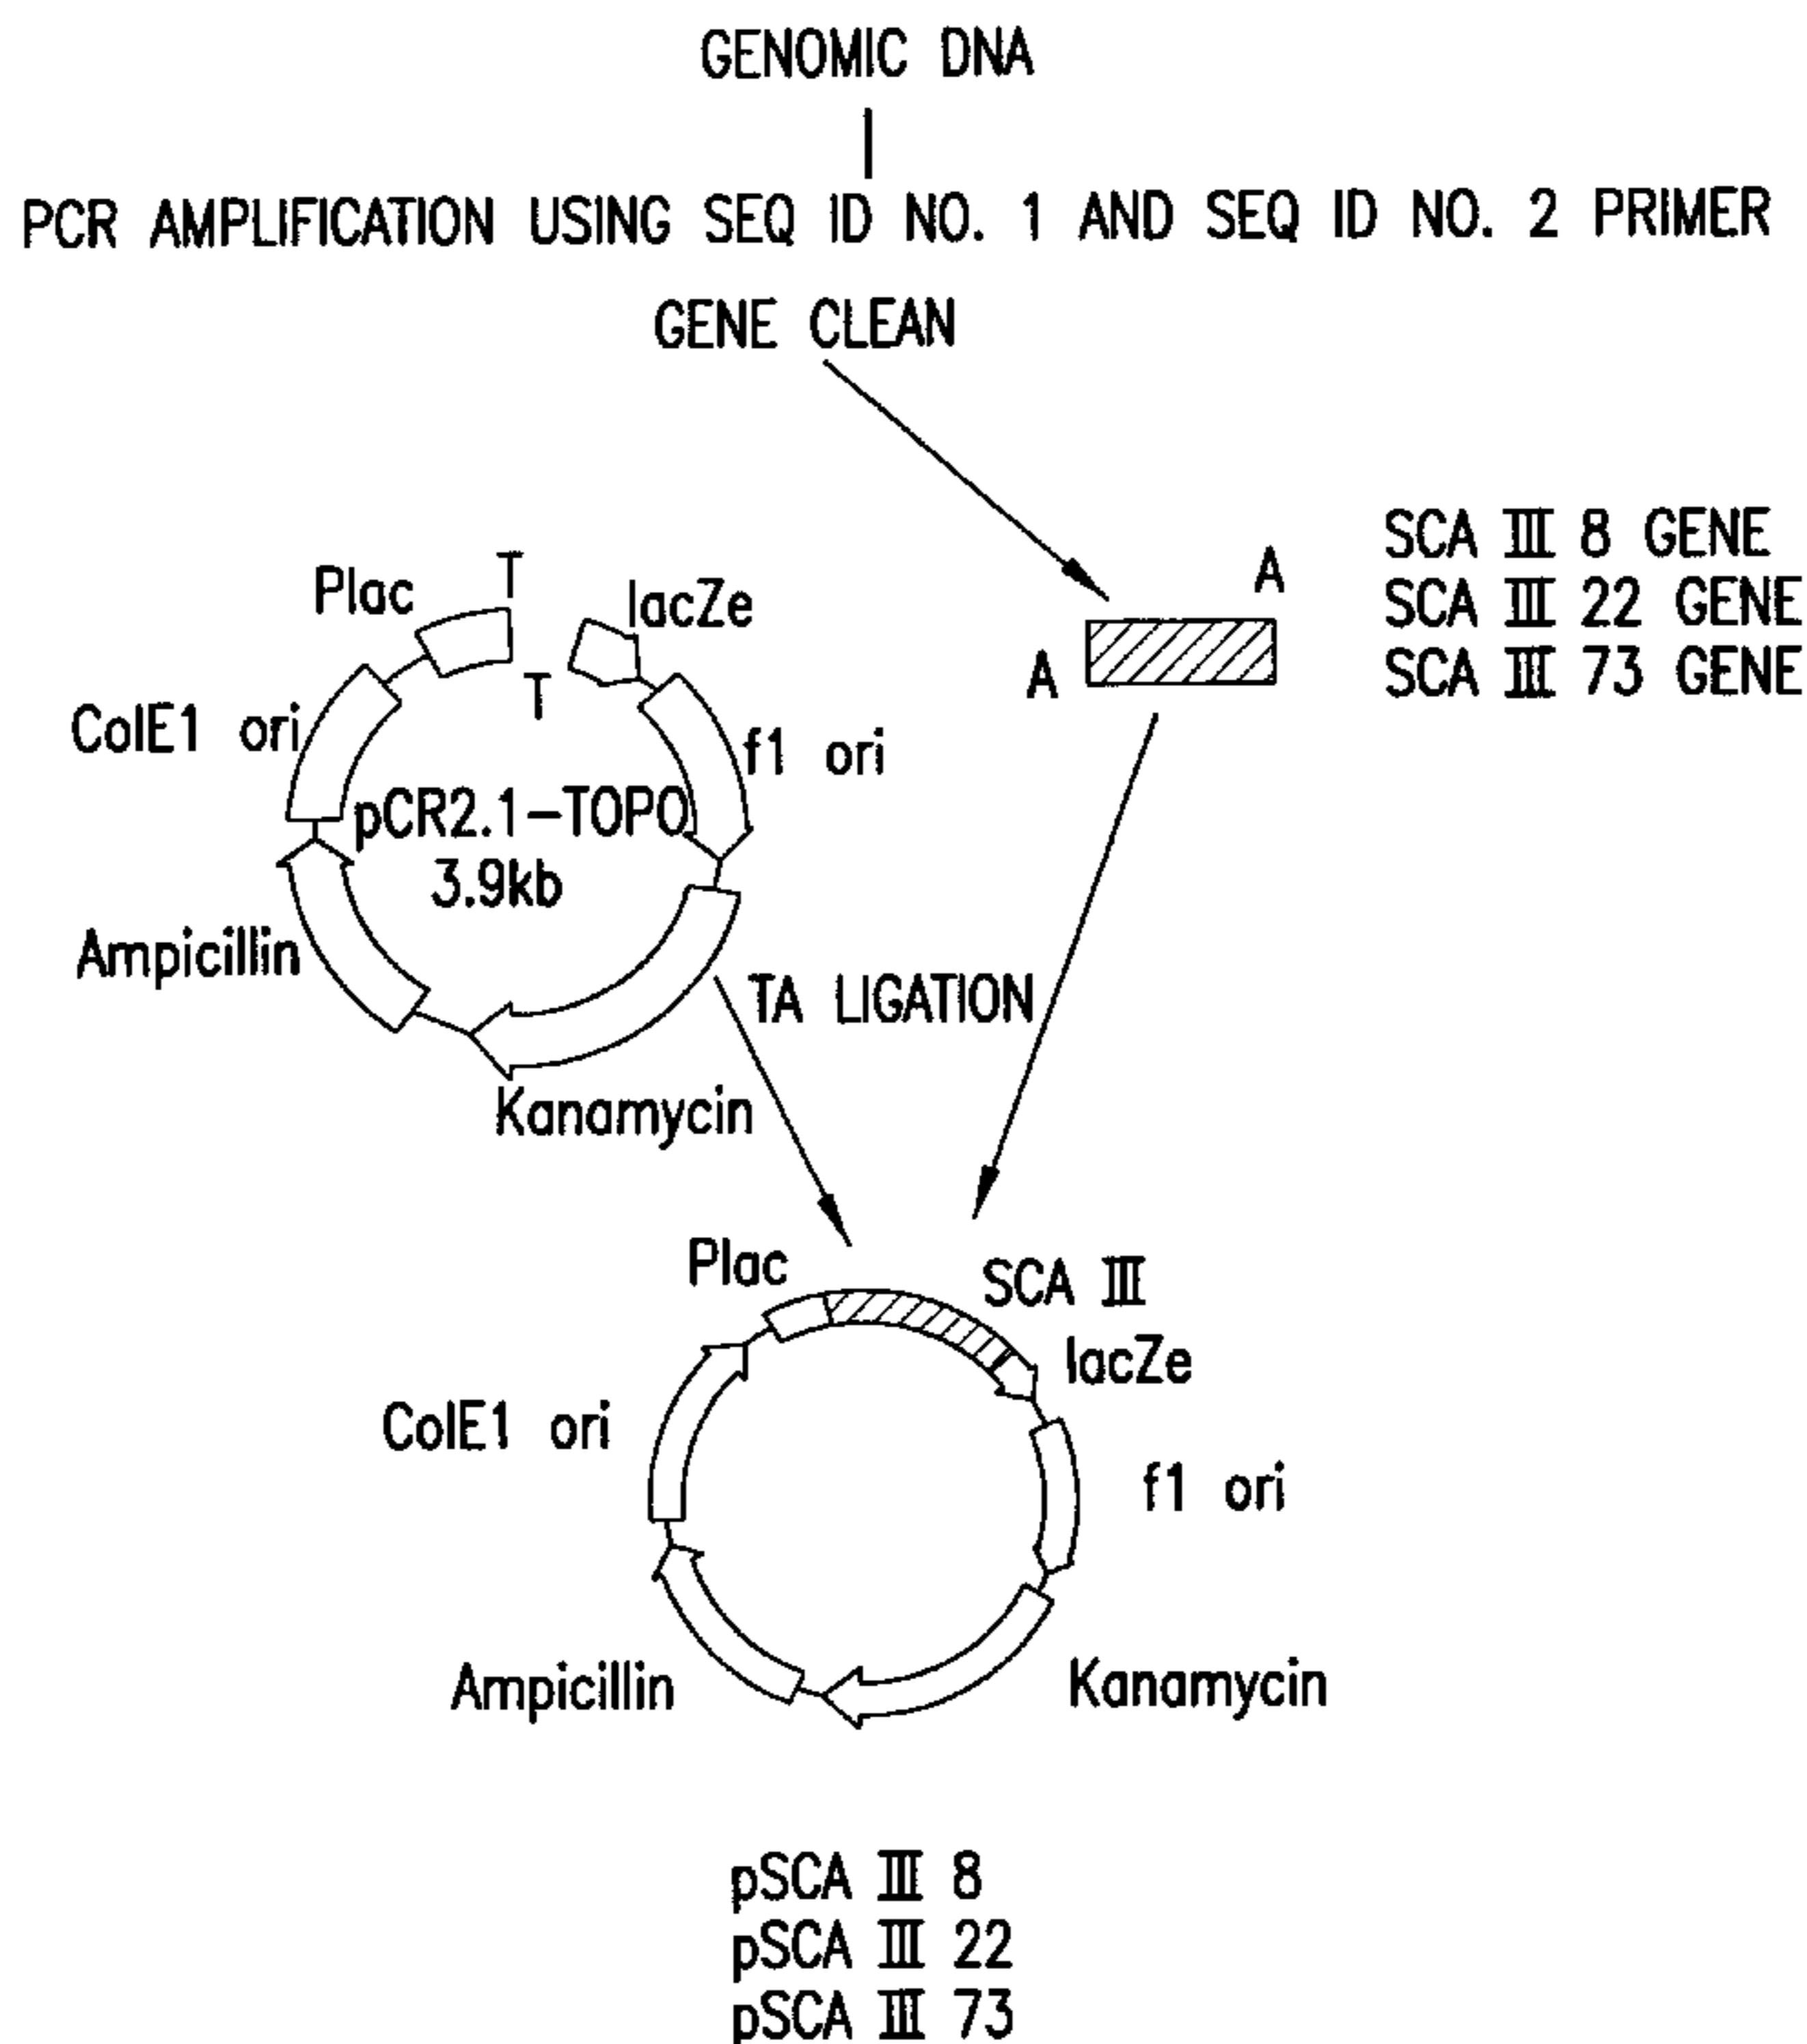 GENOMIC DNA
PCR AMPLIFICATION USING SEQ ID NO. 1 AND SEQ ID NO. 2 PRIMER
GENE CLEAN
SCA III 8 GENE
SCA III 22 GENE
SCA III 73 GENE
A
A
T
Plac
lacZe
T
ColE1 ori
f1 ori
pCR2.1-TOPO
3.9kb
Ampicillin
TA LIGATION
Kanamycin
Plac
SCA III
lacZe
ColE1 ori
f1 ori
Ampicillin
Kanamycin
pSCA III 8
pSCA III 22
pSCA III 73